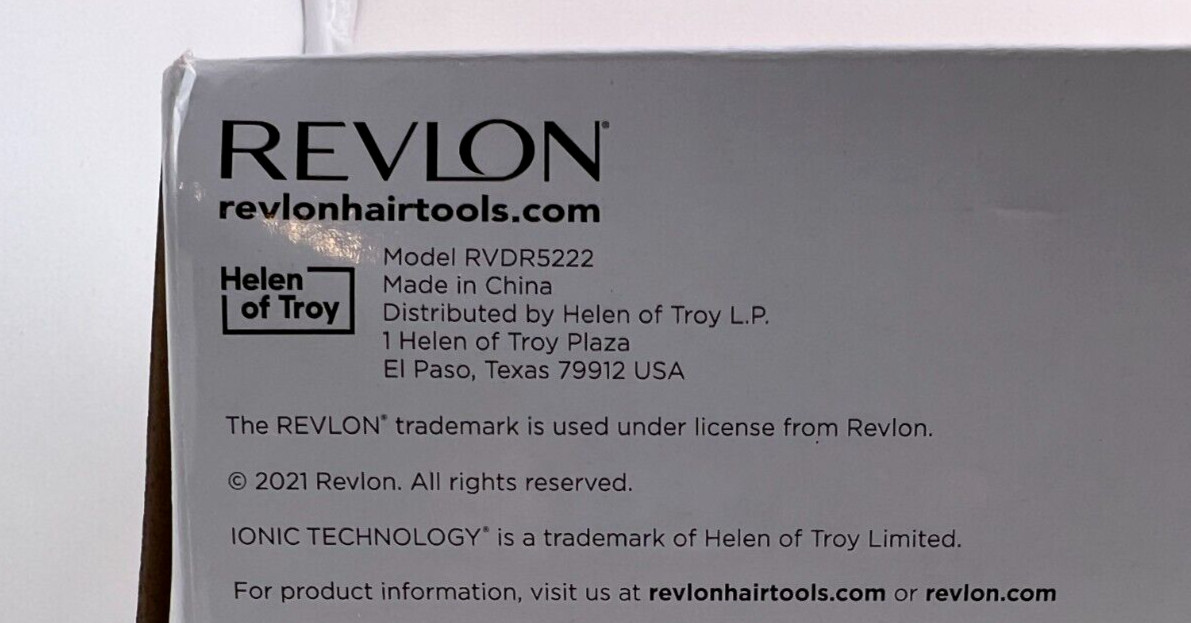 REVLON®
revlonhairtools.com
Helen
of Troy
Model RVDR5222
Made in China
Distributed by Helen of Troy L.P.
1 Helen of Troy Plaza
El Paso, Texas 79912 USA
The REVLON® trademark is used under license from Revlon.
© 2021 Revlon. All rights reserved.
IONIC TECHNOLOGY® is a trademark of Helen of Troy Limited.
For product information, visit us at revlonhairtools.com or revlon.com